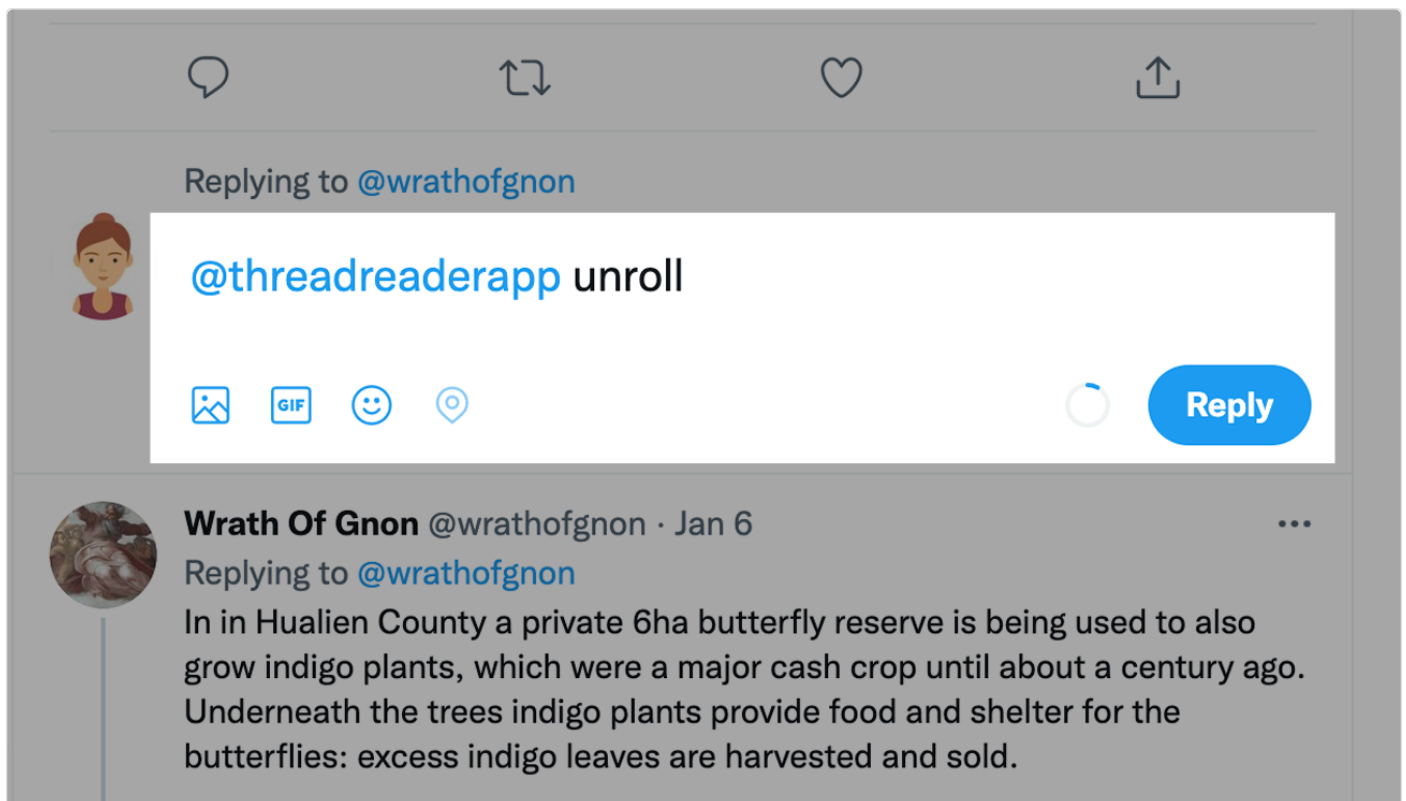 Replying to @wrathofgnon
@threadreaderapp unroll
GIF
Reply
Wrath Of Gnon @wrathofgnon · Jan 6
Replying to @wrathofgnon
In in Hualien County a private 6ha butterfly reserve is being used to also
grow indigo plants, which were a major cash crop until about a century ago.
Underneath the trees indigo plants provide food and shelter for the
butterflies: excess indigo leaves are harvested and sold.